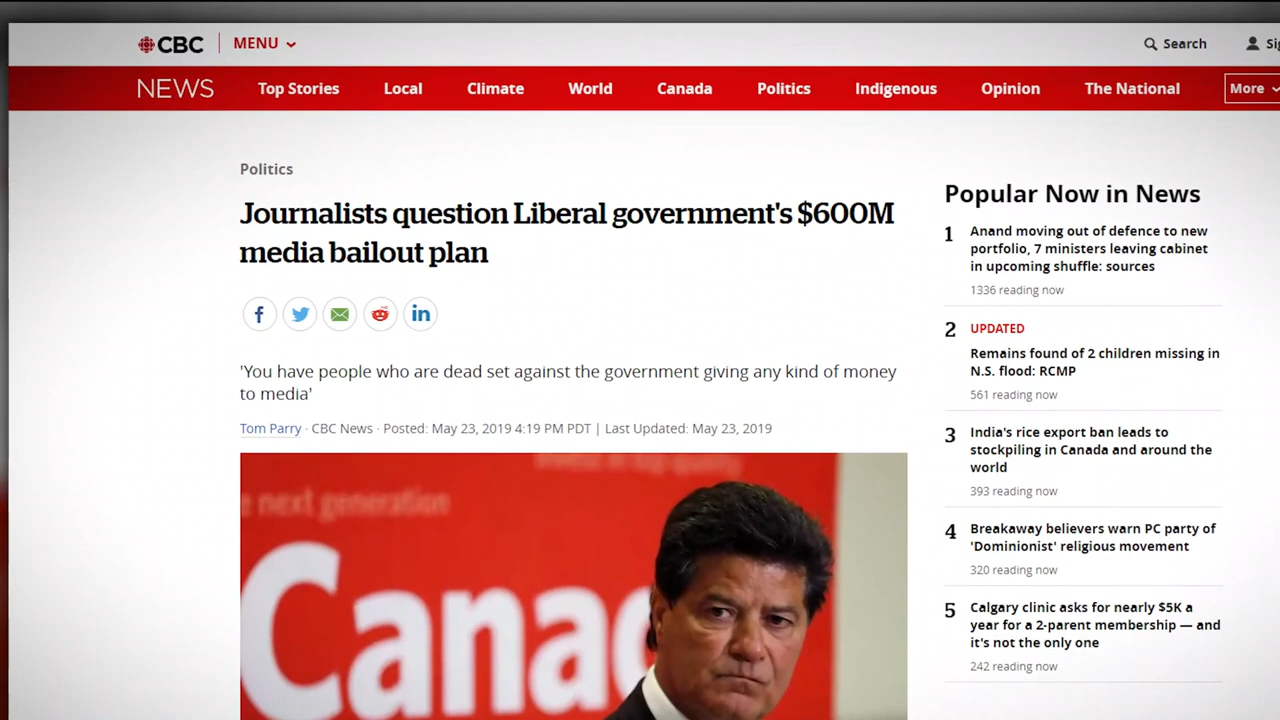 CBC
MENU
Search
NEWS
Top Stories
Local
Climate
World
Canada
Politics
Indigenous
Opinion
The National
More
Politics
Journalists question Liberal government's $600M
media bailout plan
'You have people who are dead set against the government giving any kind of money
to media'
Tom Parry · CBC News · Posted: May 23, 2019 4:19 PM PDT | Last Updated: May 23, 2019
next generation
Canad
Popular Now in News
1
Anand moving out of defence to new
portfolio, 7 ministers leaving cabinet
in upcoming shuffle: sources
1336 reading now
2
UPDATED
Remains found of 2 children missing in
N.S. flood: RCMP
561 reading now
3
India's rice export ban leads to
stockpiling in Canada and around the
world
393 reading now
4
Breakaway believers warn PC party of
'Dominionist' religious movement
320 reading now
5
Calgary clinic asks for nearly $5K a
year for a 2-parent membership — and
it's not the only one
242 reading now